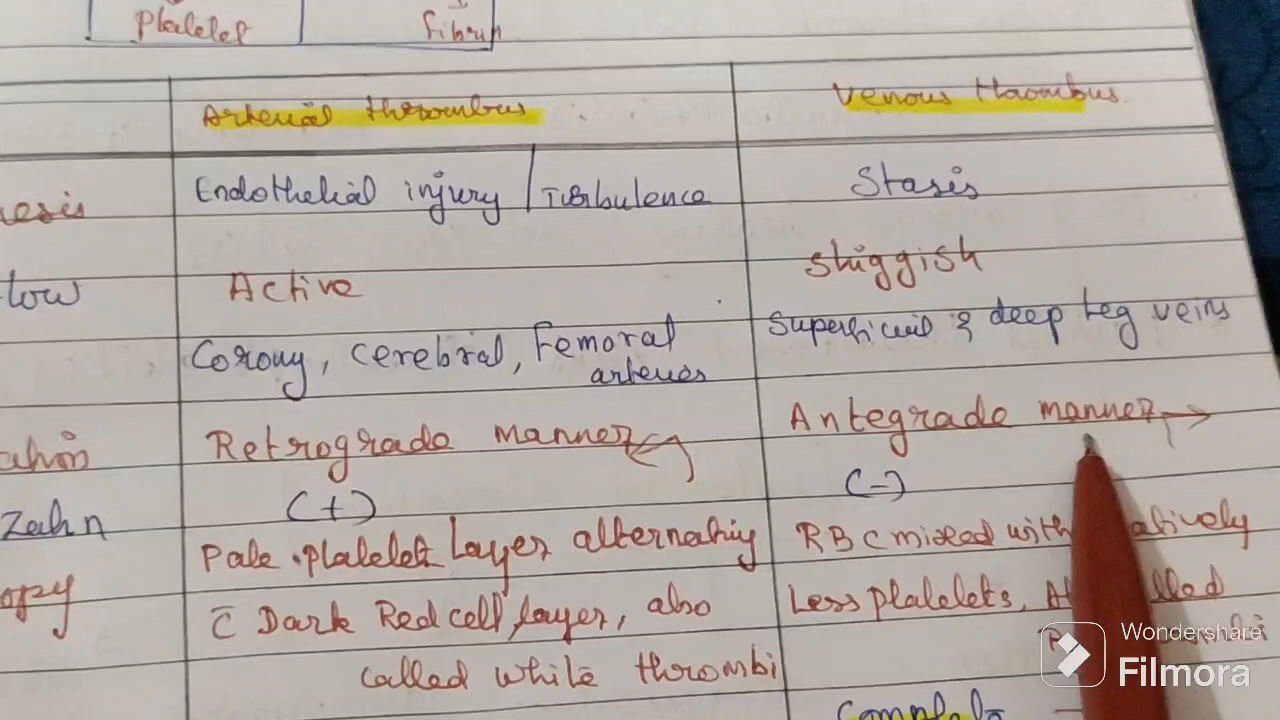 Platelet Fibrin
Arterial thrombus Venous thrombus
Endothelial injury / Turbulence Stasis
Active Sluggish
Superficial & deep leg veins
Corony, cerebral, Femoral
arteries
Retrograde manner Antegrade manner
Zahn (+) (-)
Pale platelet Layer alternating RBC mixed with
c̄ Dark Red cell layer, also Less platelets,
called white thrombi
Wondershare
Filmora